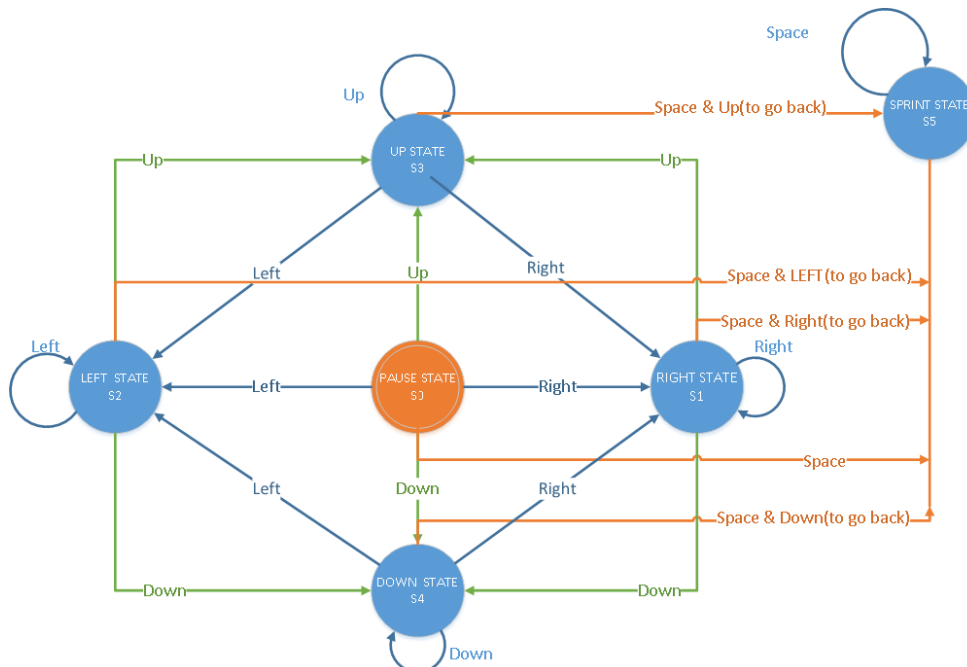 Space
SPRINT STATE
S5
Up
Space & Up(to go back)
UP STATE
S3
Up
Up
Left
Right
Up
Space & LEFT(to go back)
Space & Right(to go back)
Left
Right
LEFT STATE
S2
Left
PAUSE STATE
S0
Right
RIGHT STATE
S1
Space
Left
Down
Right
Space & Down(to go back)
DOWN STATE
S4
Down
Down
Down